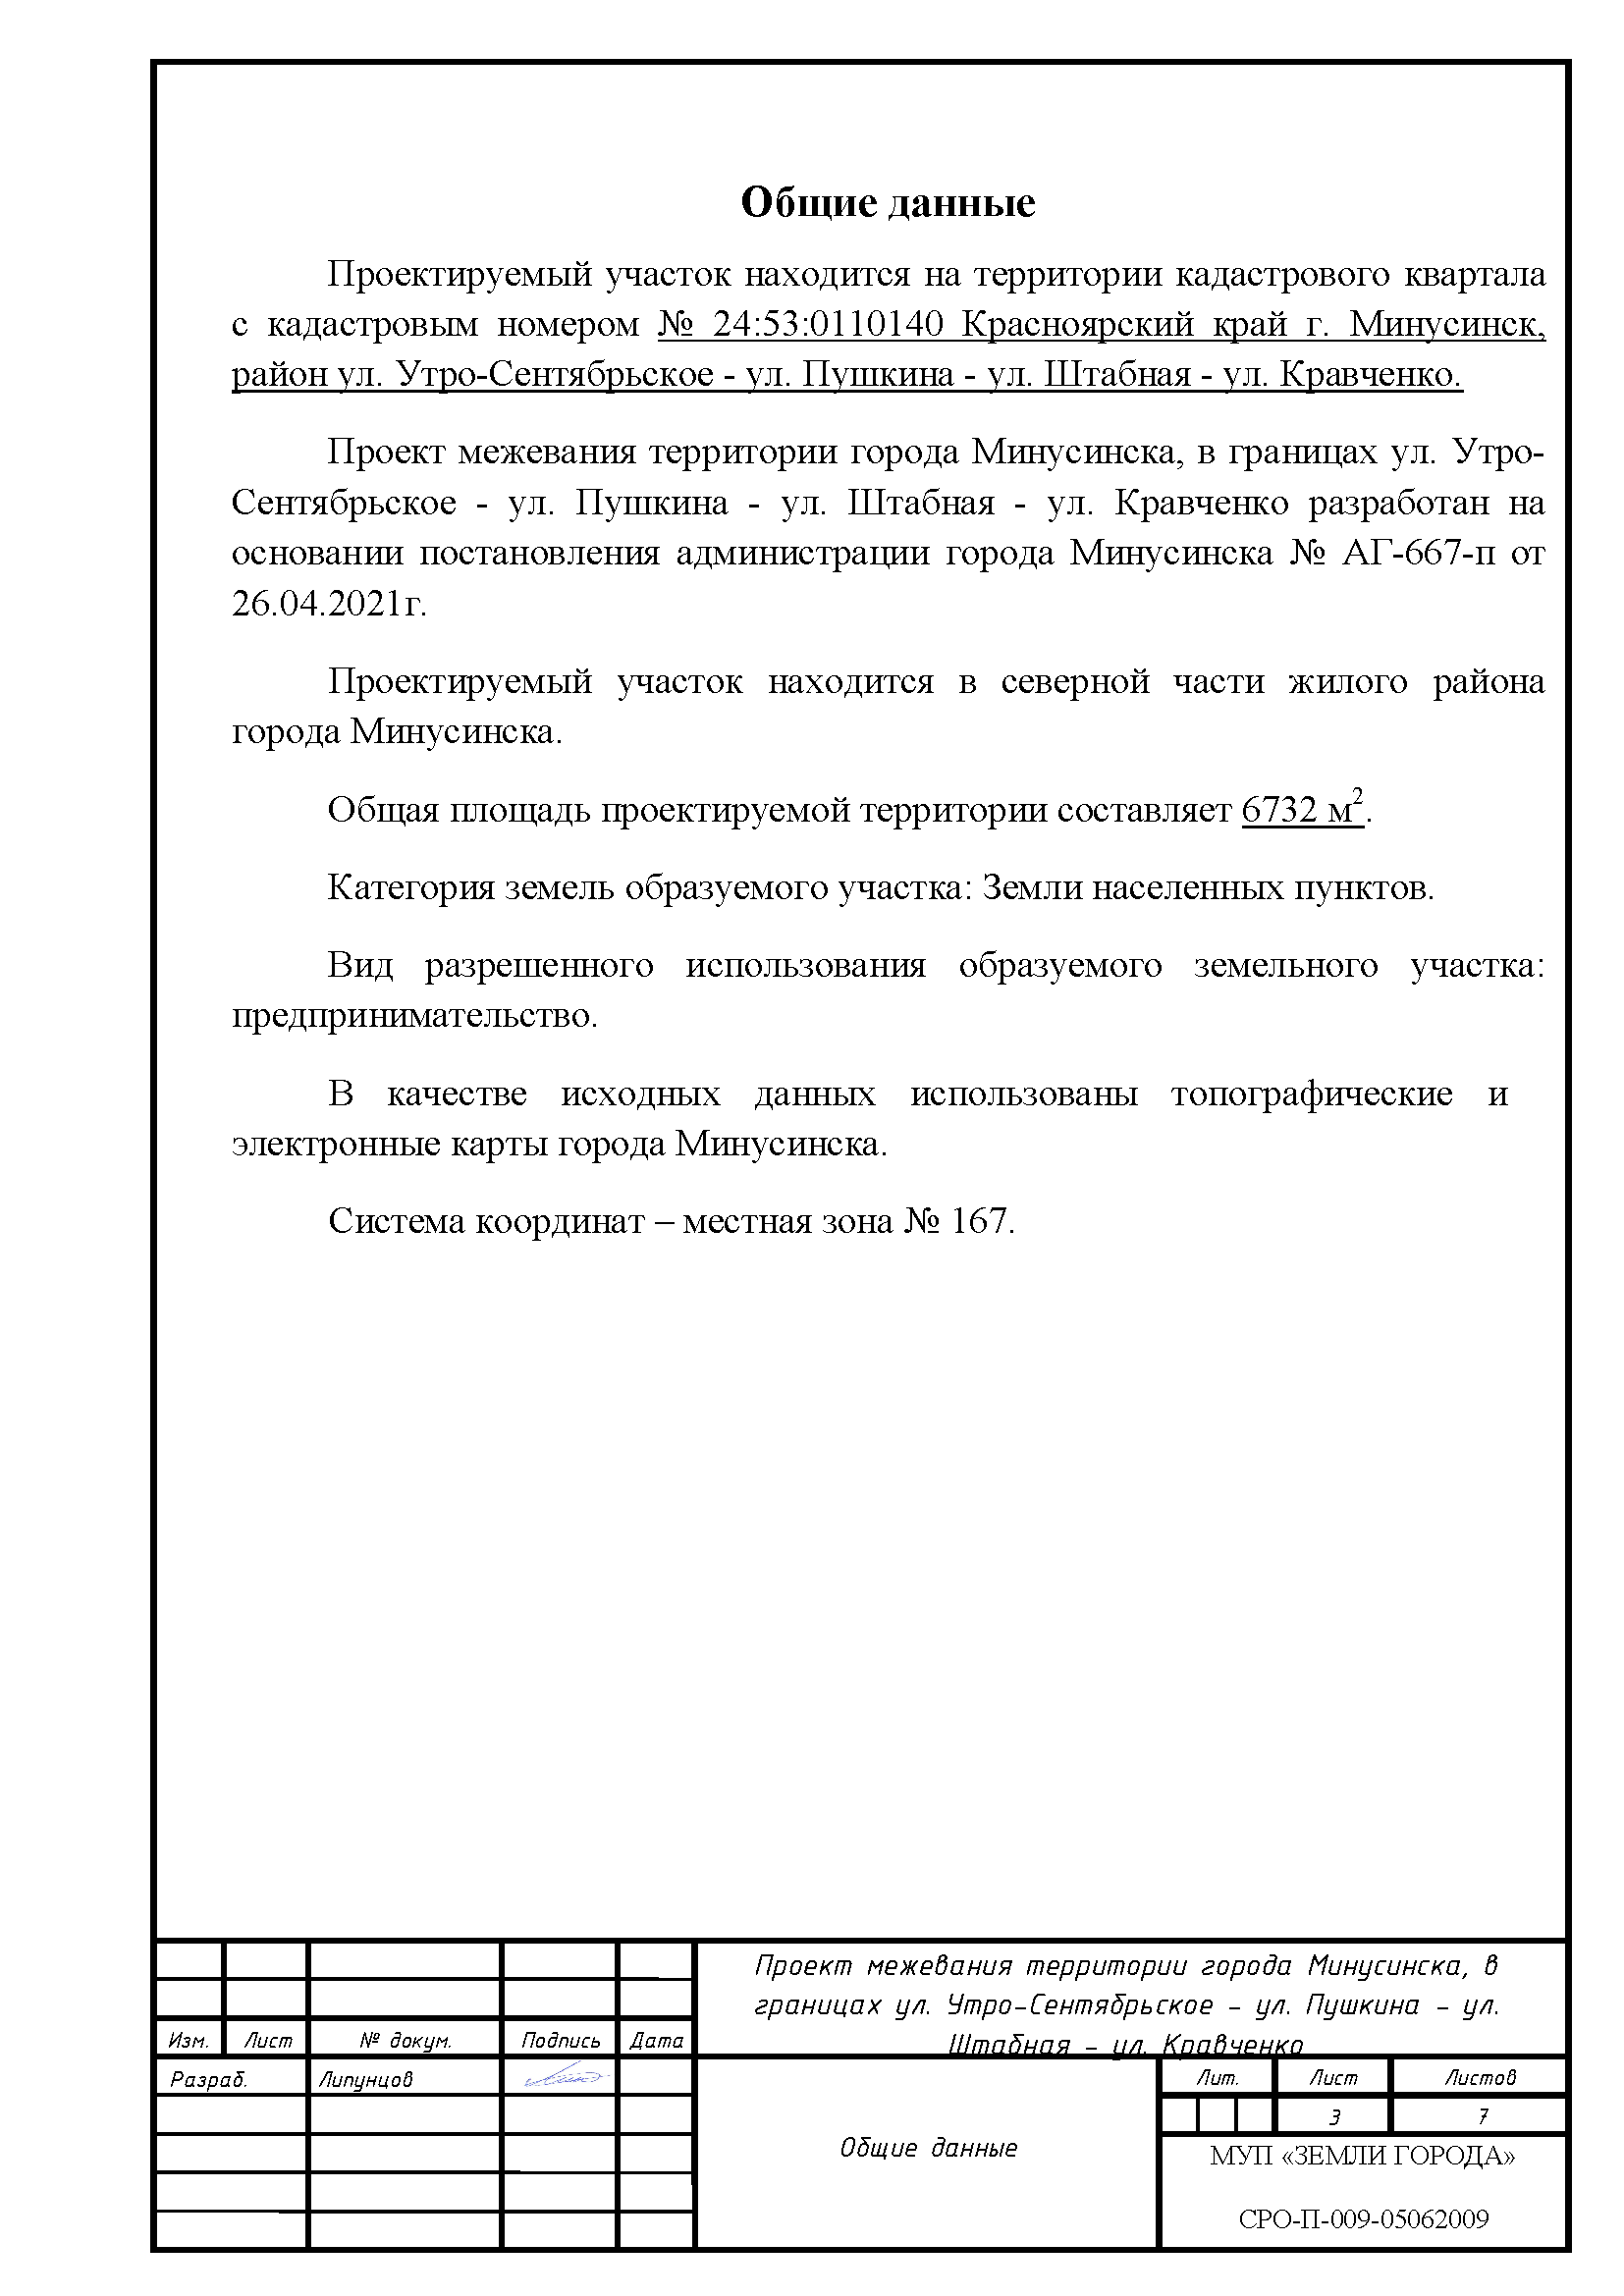 Общие данные
Проектируемый участок находится на территории кадастрового квартала
с кадастровым номером № 24:53:0110140 Красноярский край г. Минусинск,
район ул. Утро-Сентябрьское - ул. Пушкина - ул. Штабная - ул. Кравченко.
Проект межевания территории города Минусинска, в границах ул. Утро-
Сентябрьское - ул. Пушкина - ул. Штабная - ул. Кравченко разработан на
основании постановления администрации города Минусинска № АГ-667-п от
26.04.2021г.
Проектируемый участок находится в северной части жилого района
города Минусинска.
Общая площадь проектируемой территории составляет 6732 м².
Категория земель образуемого участка: Земли населенных пунктов.
Вид разрешенного использования образуемого земельного участка:
предпринимательство.
В качестве исходных данных использованы топографические и
электронные карты города Минусинска.
Система координат – местная зона № 167.
Проект межевания территории города Минусинска, в
границах ул. Утро-Сентябрьское - ул. Пушкина - ул.
Штабная - ул. Кравченко
Изм. Лист № докум. Подпись Дата
Разраб. Липунцов
Общие данные
Лит. Лист Листов
3 7
МУП «ЗЕМЛИ ГОРОДА»
СРО-П-009-05062009